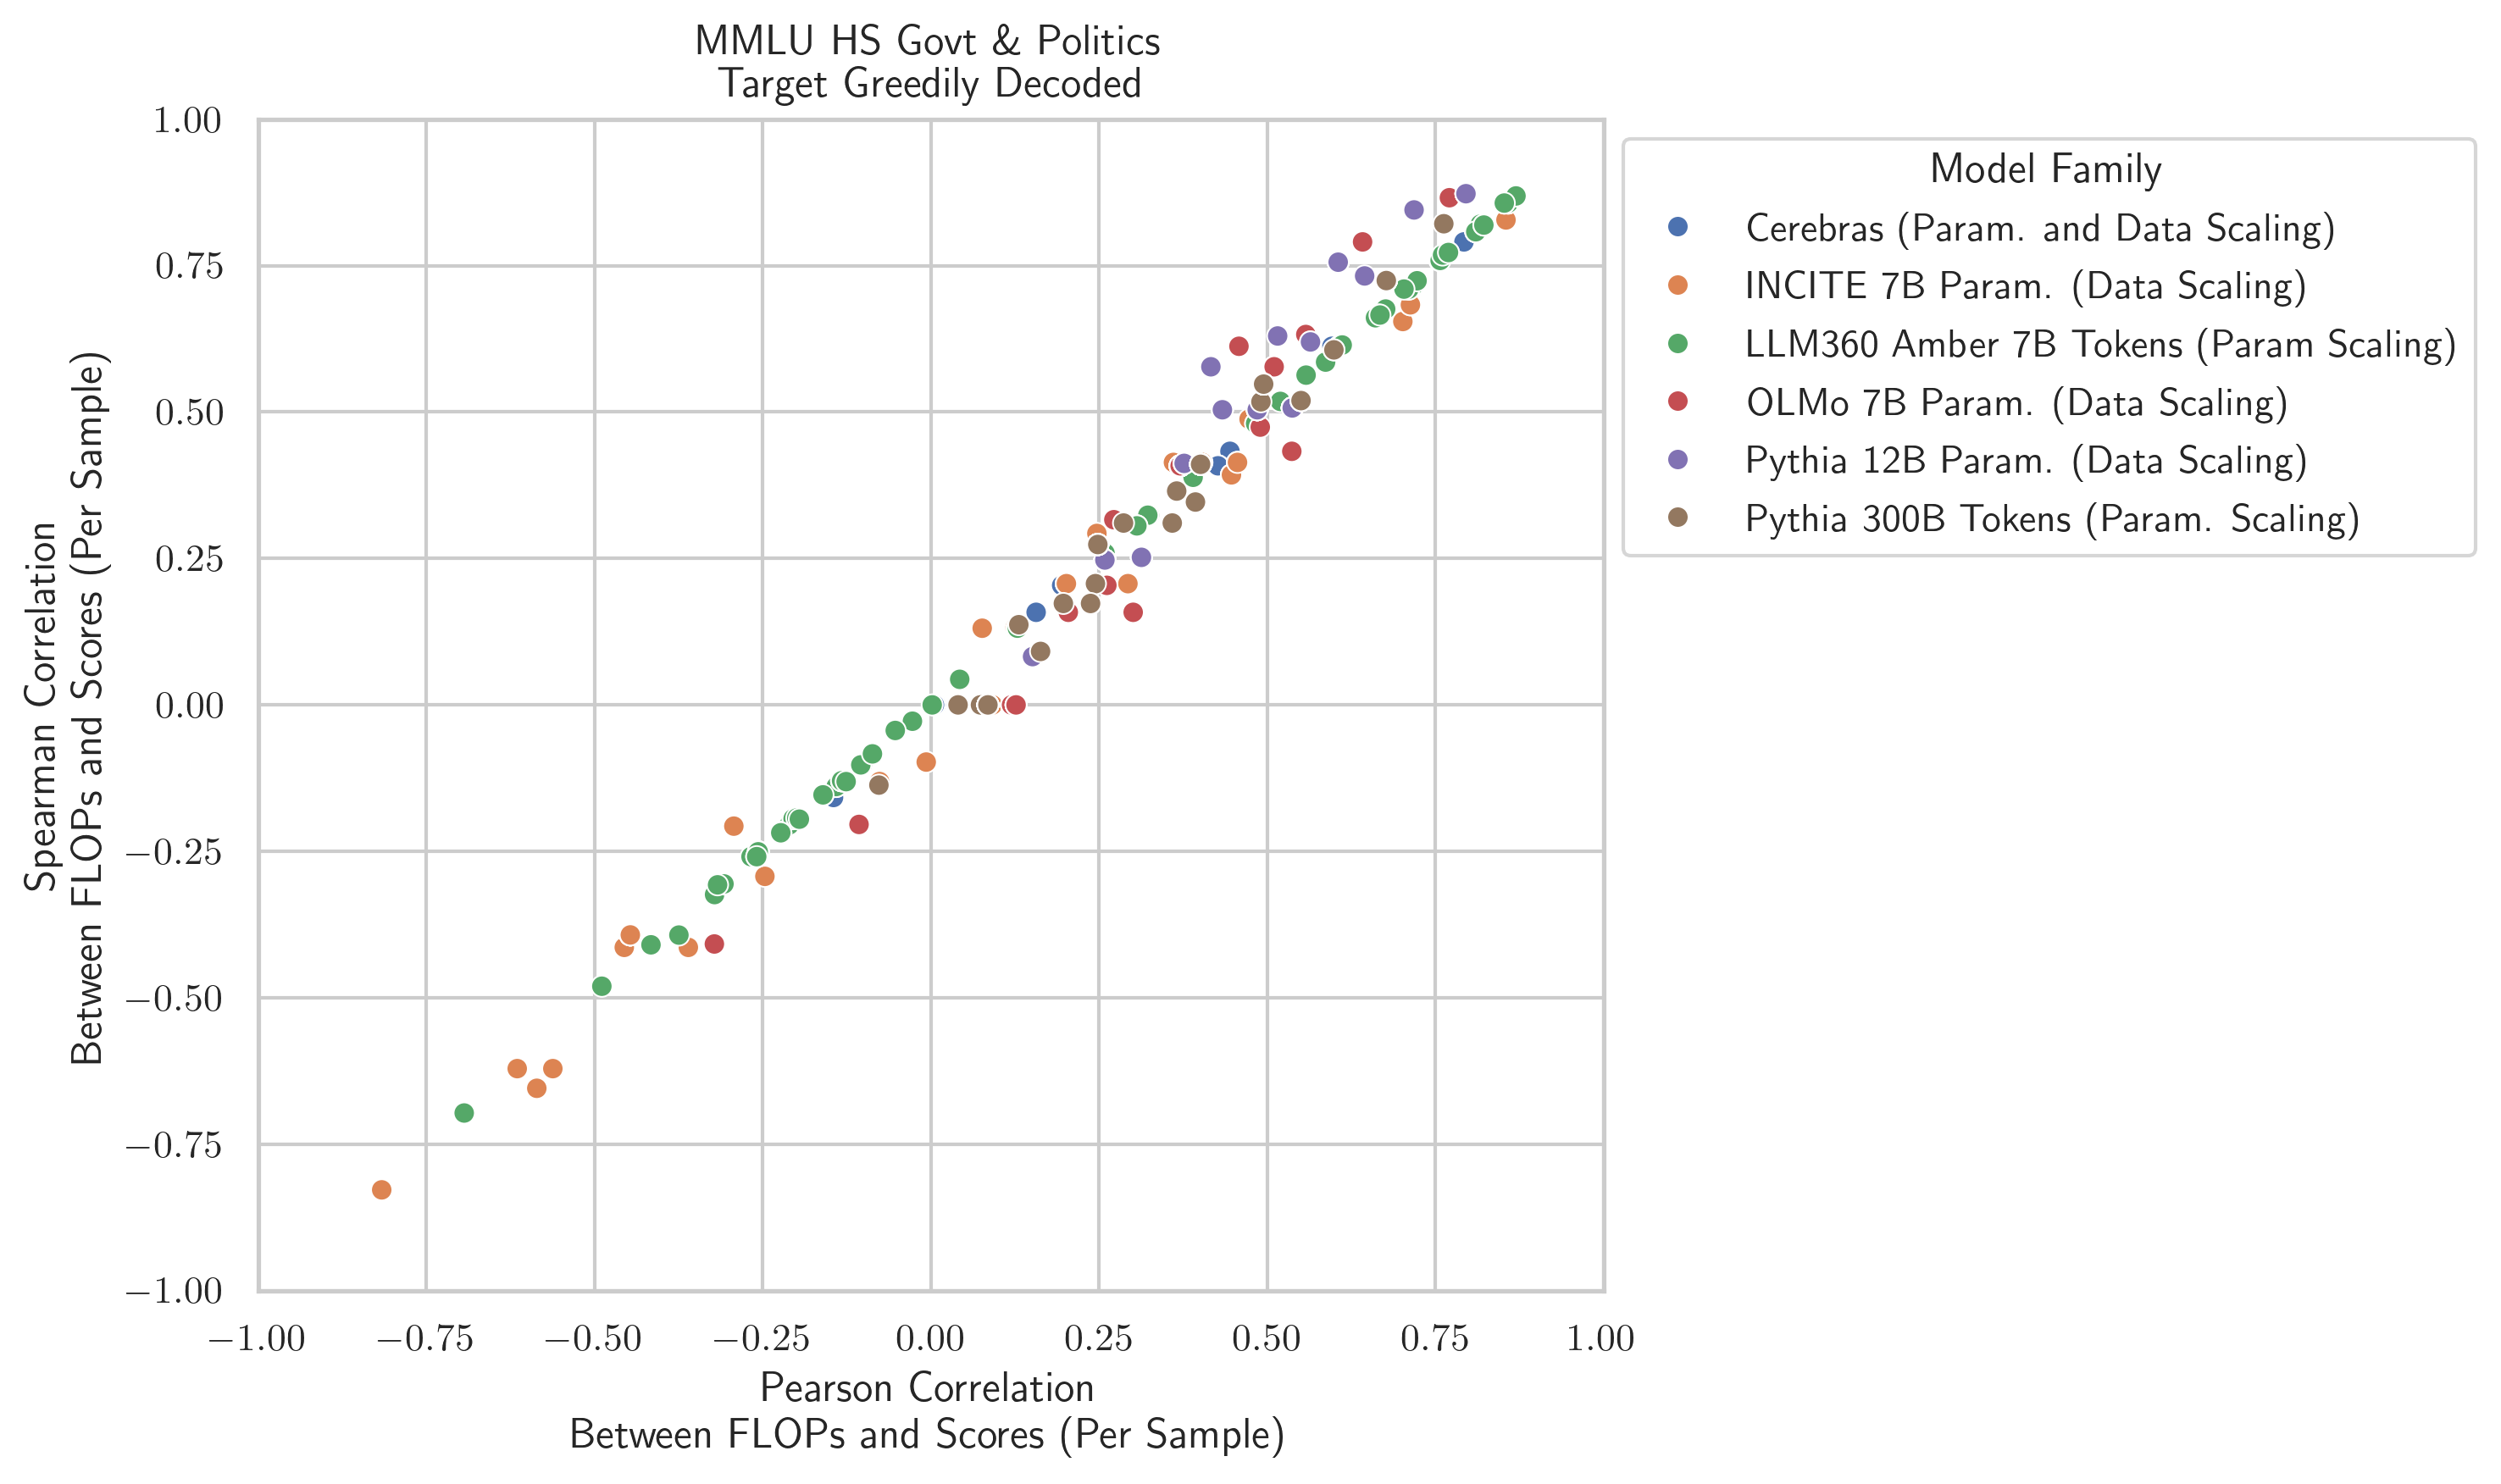 MMLU HS Govt & Politics
Target Greedily Decoded
Spearman Correlation
Between FLOPs and Scores (Per Sample)
1.00
0.75
0.50
0.25
0.00
−0.25
−0.50
−0.75
−1.00
−1.00 −0.75 −0.50 −0.25 0.00 0.25 0.50 0.75 1.00
Pearson Correlation
Between FLOPs and Scores (Per Sample)
Model Family
Cerebras (Param. and Data Scaling)
INCITE 7B Param. (Data Scaling)
LLM360 Amber 7B Tokens (Param Scaling)
OLMo 7B Param. (Data Scaling)
Pythia 12B Param. (Data Scaling)
Pythia 300B Tokens (Param. Scaling)